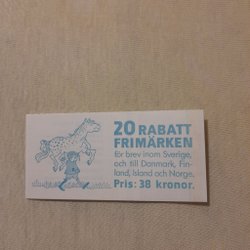 20 RABATT
FRIMÄRKEN
för brev inom Sverige,
och till Danmark, Fin-
land, Island och Norge.
Pris: 38 kronor.